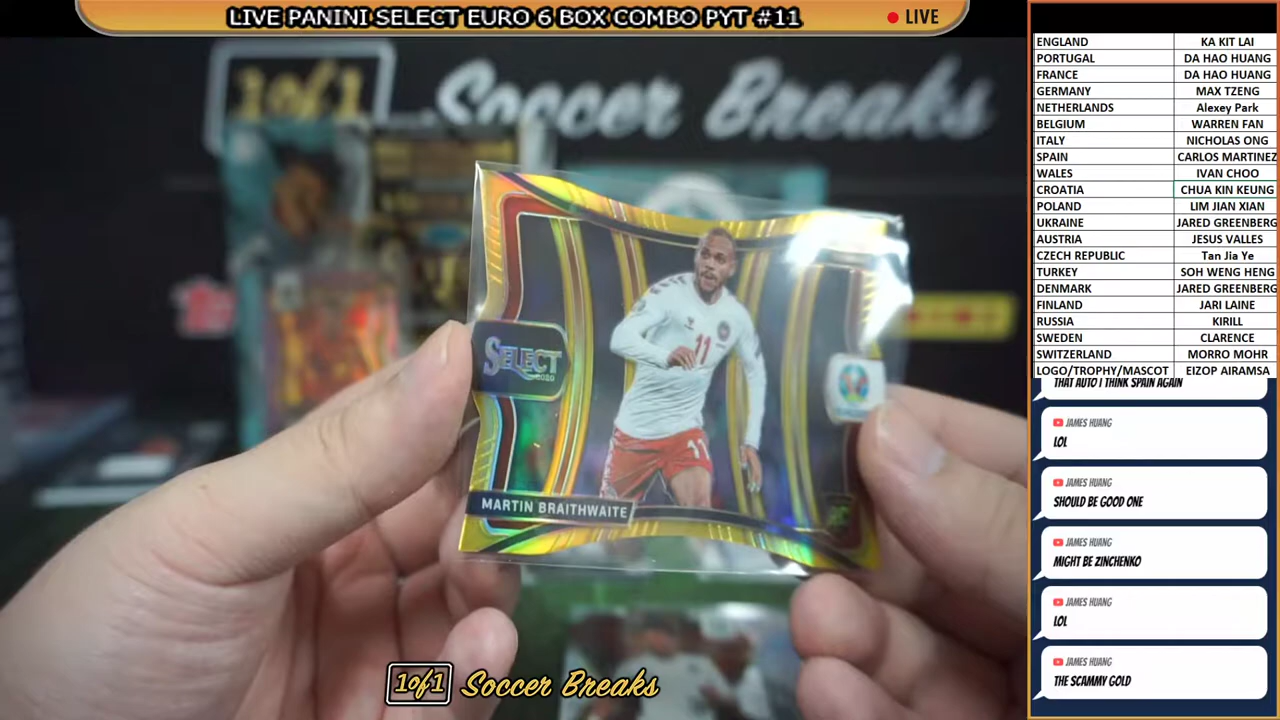 LIVE PANINI SELECT EURO 6 BOX COMBO PYT #11
LIVE
1of1
Soccer Breaks
SELECT
2020
11
11
MARTIN BRAITHWAITE
RC
1of1 Soccer Breaks
ENGLAND KA KIT LAI
PORTUGAL DA HAO HUANG
FRANCE DA HAO HUANG
GERMANY MAX TZENG
NETHERLANDS Alexey Park
BELGIUM WARREN FAN
ITALY NICHOLAS ONG
SPAIN CARLOS MARTINEZ
WALES IVAN CHOO
CROATIA CHUA KIN KEUNG
POLAND LIM JIAN XIAN
UKRAINE JARED GREENBERG
AUSTRIA JESUS VALLES
CZECH REPUBLIC Tan Jia Ye
TURKEY SOH WENG HENG
DENMARK JARED GREENBERG
FINLAND JARI LAINE
RUSSIA KIRILL
SWEDEN CLARENCE
SWITZERLAND MORRO MOHR
LOGO/TROPHY/MASCOT EIZOP AIRAMSA
THAT AUTO I THINK SPAIN AGAIN
JAMES HUANG
LOL
JAMES HUANG
SHOULD BE GOOD ONE
JAMES HUANG
MIGHT BE ZINCHENKO
JAMES HUANG
LOL
JAMES HUANG
THE SCAMMY GOLD